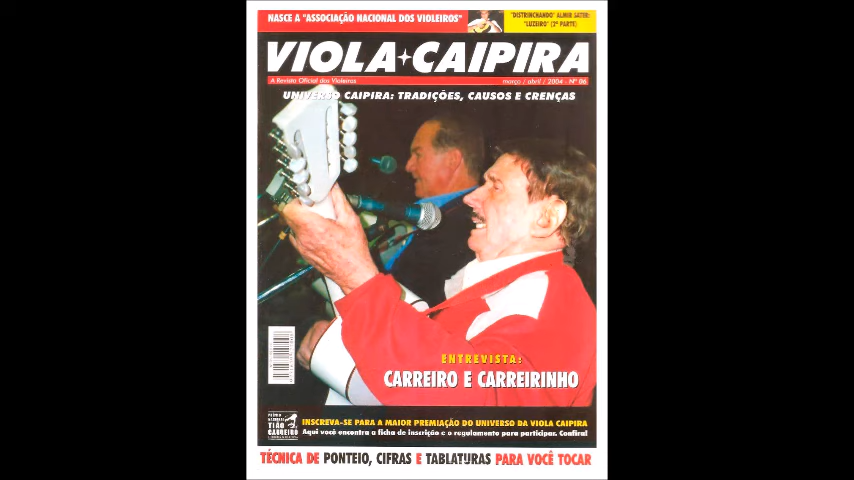 NASCE A "ASSOCIAÇÃO NACIONAL DOS VIOLEIROS"
"DISTRINCHANDO" ALMIR SATER:
"LUZEIRO" (2ª PARTE)
VIOLA CAIPIRA
A Revista Oficial dos Violeiros
março / abril / 2004 - Nº 06
UNIVERSO CAIPIRA: TRADIÇÕES, CAUSOS E CRENÇAS
ENTREVISTA:
CARREIRO E CARREIRINHO
TIÃO
CARREIRO
INSCREVA-SE PARA A MAIOR PREMIAÇÃO DO UNIVERSO DA VIOLA CAIPIRA
Aqui você encontra a ficha de inscrição e o regulamento para participar. Confira!
TÉCNICA DE PONTEIO, CIFRAS E TABLATURAS PARA VOCÊ TOCAR